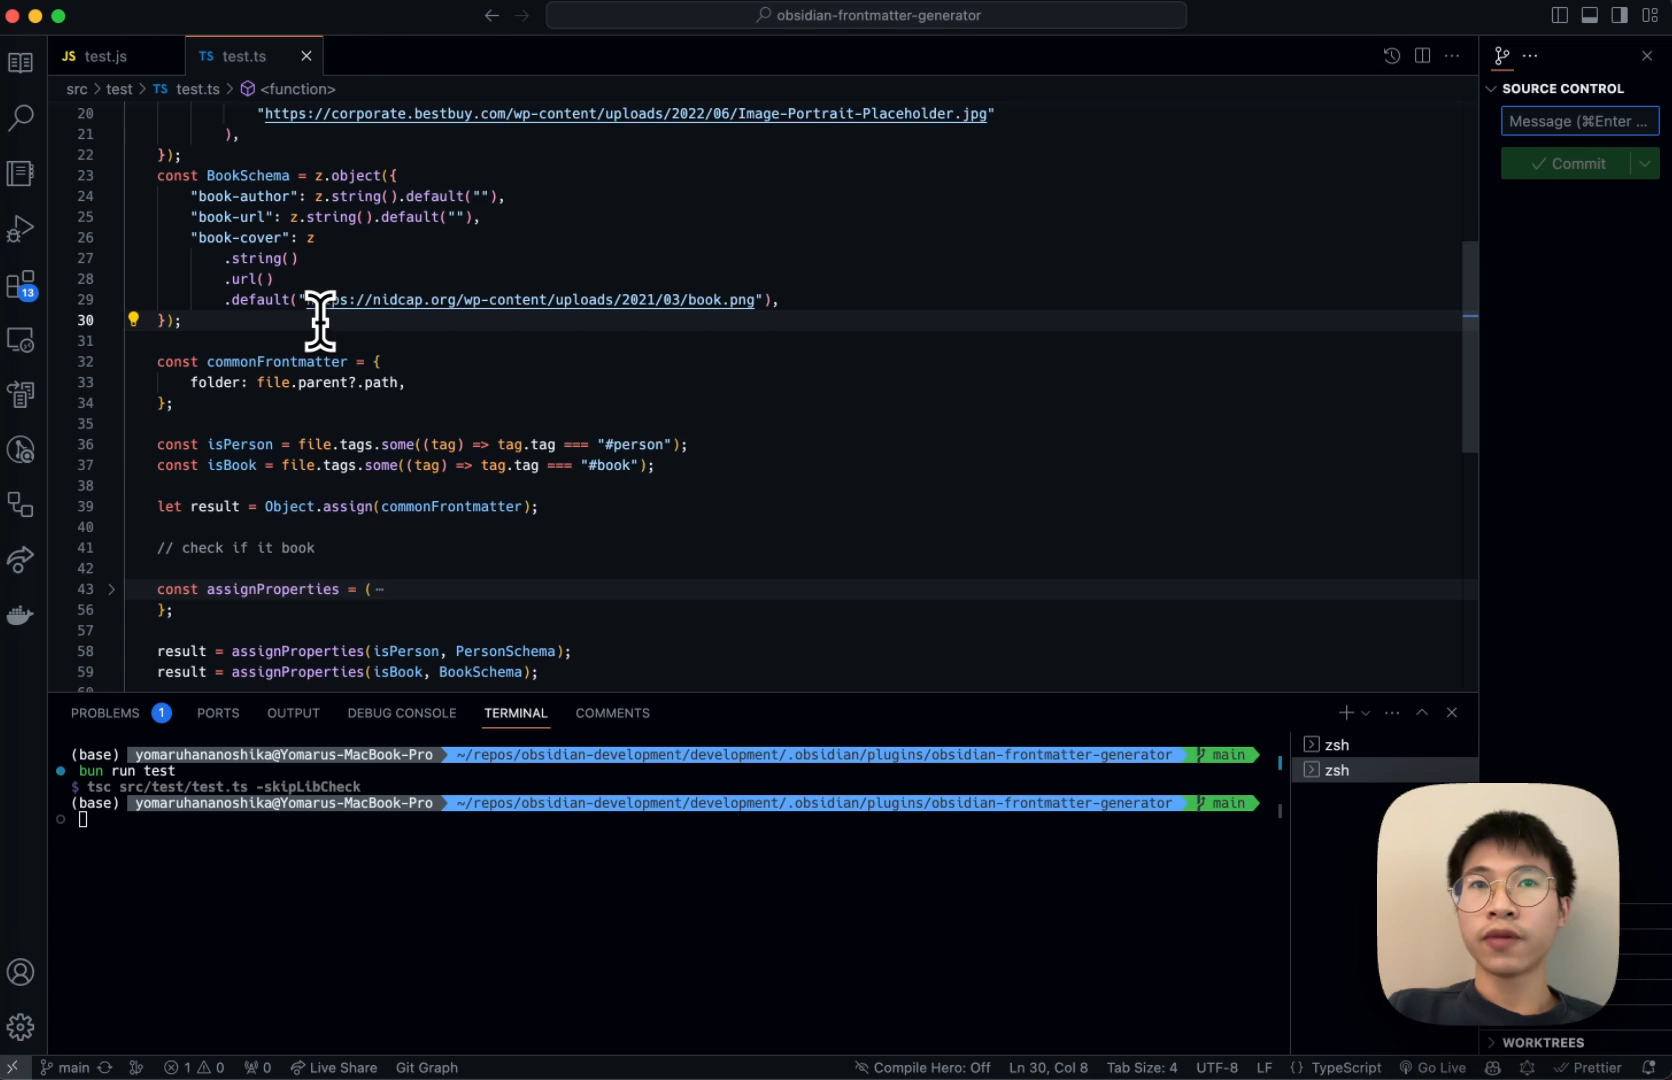 obsidian-frontmatter-generator
JS test.js
TS test.ts
src > test > TS test.ts > <function>
20 "https://corporate.bestbuy.com/wp-content/uploads/2022/06/Image-Portrait-Placeholder.jpg"
21 ),
22 });
23 const BookSchema = z.object({
24 "book-author": z.string().default(""),
25 "book-url": z.string().default(""),
26 "book-cover": z
27 .string()
28 .url()
29 .default("ps://nidcap.org/wp-content/uploads/2021/03/book.png"),
30 });
31
32 const commonFrontmatter = {
33 folder: file.parent?.path,
34 };
35
36 const isPerson = file.tags.some((tag) => tag.tag === "#person");
37 const isBook = file.tags.some((tag) => tag.tag === "#book");
38
39 let result = Object.assign(commonFrontmatter);
40
41 // check if it book
42
43 const assignProperties = ( ⋯
56 };
57
58 result = assignProperties(isPerson, PersonSchema);
59 result = assignProperties(isBook, BookSchema);
60
SOURCE CONTROL
Message (⌘Enter ...
Commit
13
PROBLEMS 1 PORTS OUTPUT DEBUG CONSOLE TERMINAL COMMENTS
(base) yomaruhananoshika@Yomarus-MacBook-Pro ~/repos/obsidian-development/development/.obsidian/plugins/obsidian-frontmatter-generator main
bun run test
$ tsc src/test/test.ts -skipLibCheck
(base) yomaruhananoshika@Yomarus-MacBook-Pro ~/repos/obsidian-development/development/.obsidian/plugins/obsidian-frontmatter-generator main
zsh
zsh
WORKTREES
main 1 0 0 Live Share Git Graph Compile Hero: Off Ln 30, Col 8 Tab Size: 4 UTF-8 LF {} TypeScript Go Live Prettier